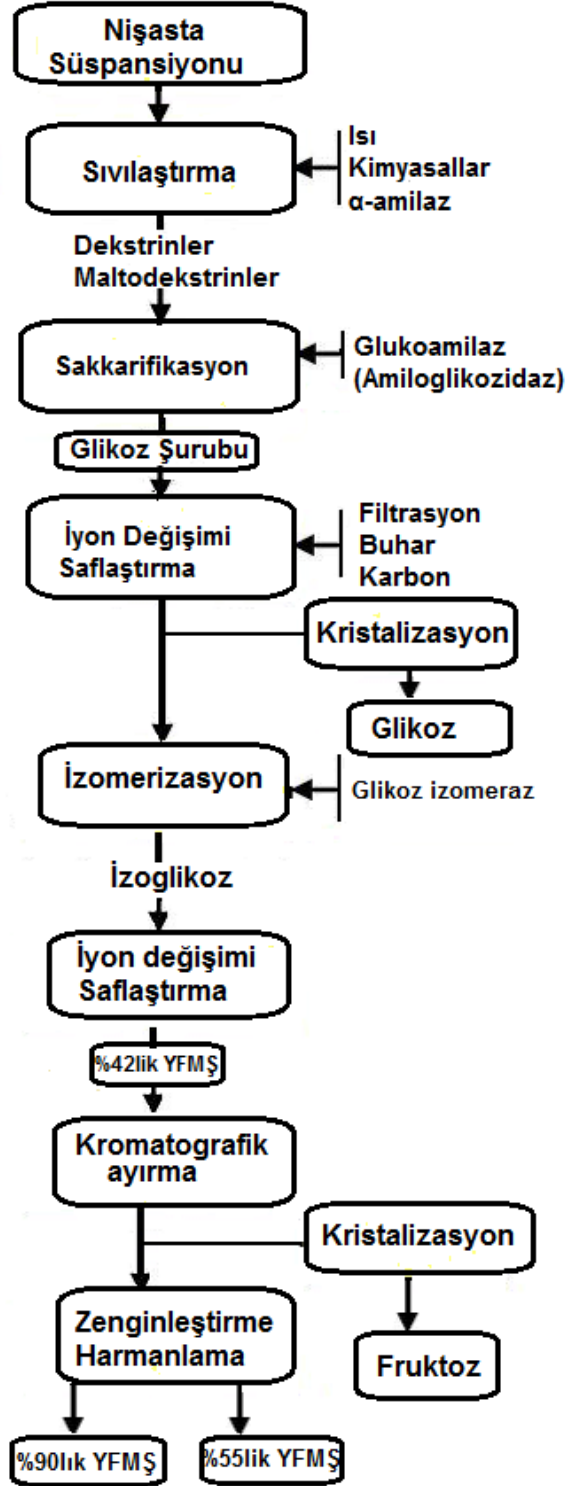 Nişasta
Süspansiyonu
Sıvılaştırma
Isı
Kimyasallar
α-amilaz
Dekstrinler
Maltodekstrinler
Sakkarifikasyon
Glukoamilaz
(Amiloglikozidaz)
Glikoz Şurubu
İyon Değişimi
Saflaştırma
Filtrasyon
Buhar
Karbon
Kristalizasyon
Glikoz
İzomerizasyon
Glikoz izomeraz
İzoglikoz
İyon değişimi
Saflaştırma
%42lik YFMŞ
Kromatografik
ayırma
Kristalizasyon
Fruktoz
Zenginleştirme
Harmanlama
%90lık YFMŞ
%55lik YFMŞ